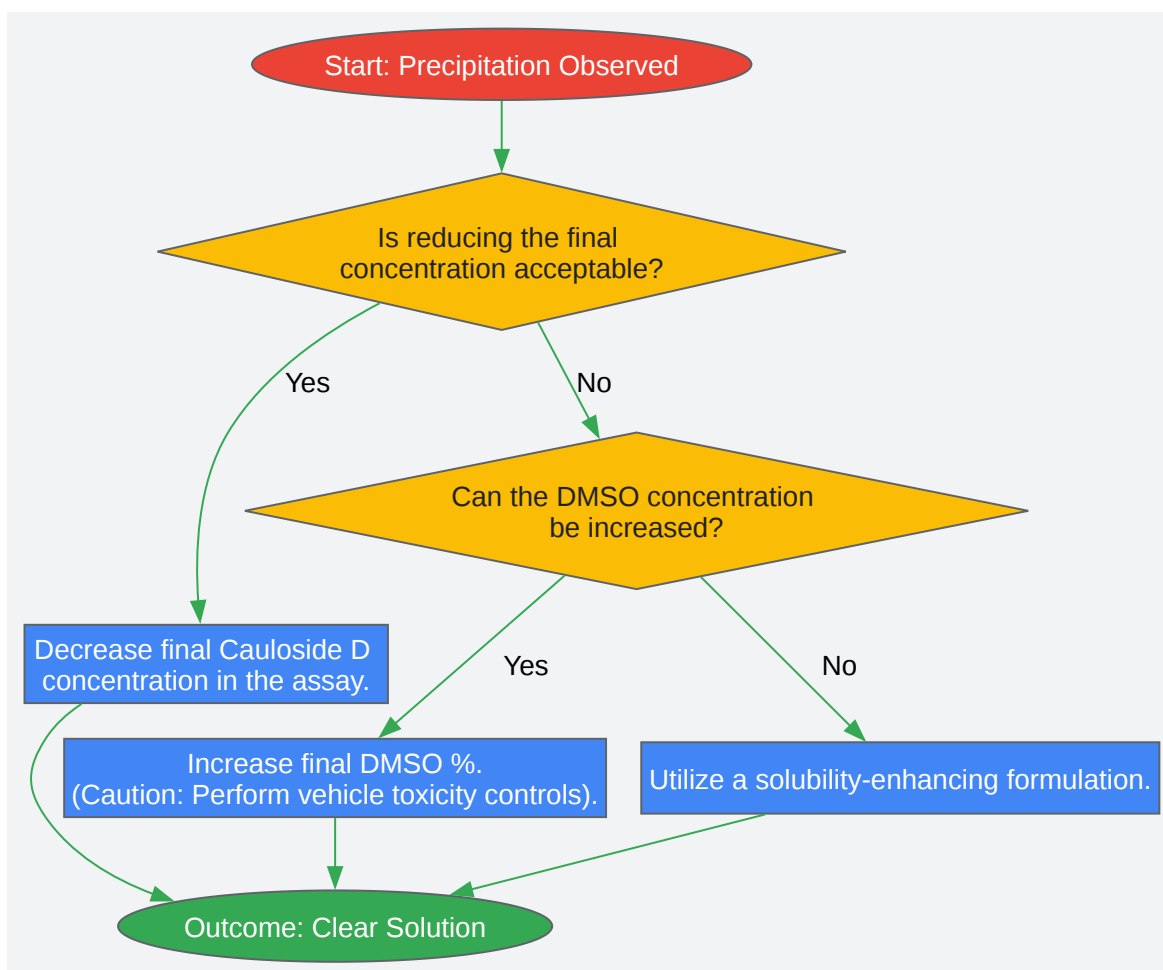 Start: Precipitation Observed
Is reducing the final
concentration acceptable?
Yes
No
Can the DMSO concentration
be increased?
Decrease final Cauloside D
concentration in the assay.
Yes
No
Increase final DMSO %.
(Caution: Perform vehicle toxicity controls).
Utilize a solubility-enhancing formulation.
Outcome: Clear Solution